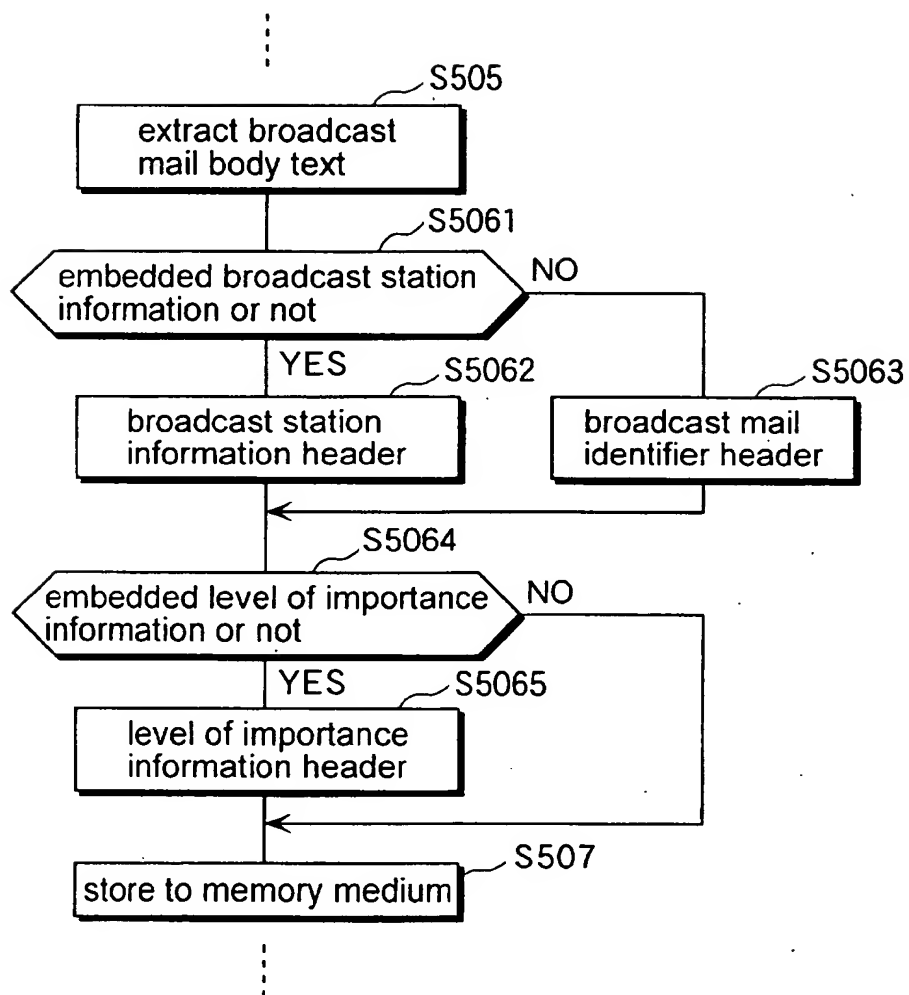 S505
extract broadcast
mail body text
S5061
embedded broadcast station
information or not
NO
YES
S5062
broadcast station
information header
S5063
broadcast mail
identifier header
S5064
embedded level of importance
information or not
NO
YES
S5065
level of importance
information header
S507
store to memory medium